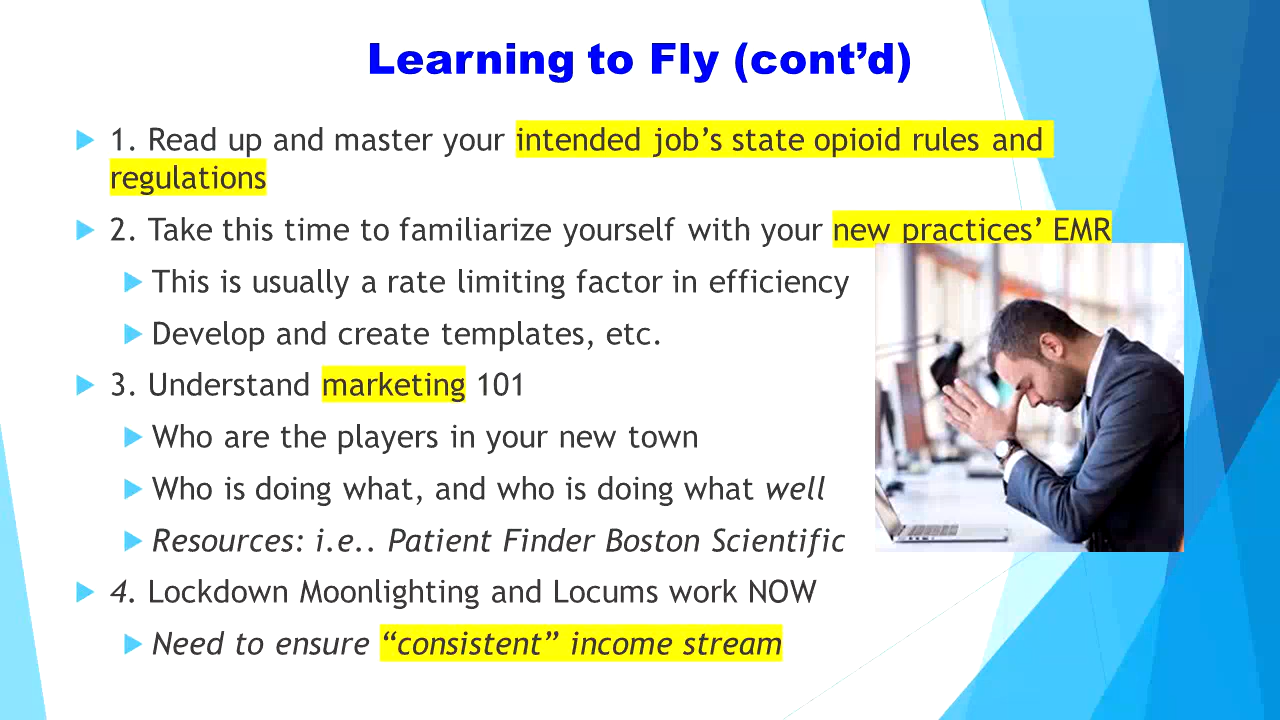 Learning to Fly (cont’d)
1. Read up and master your intended job’s state opioid rules and
regulations
2. Take this time to familiarize yourself with your new practices’ EMR
This is usually a rate limiting factor in efficiency
Develop and create templates, etc.
3. Understand marketing 101
Who are the players in your new town
Who is doing what, and who is doing what well
Resources: i.e.. Patient Finder Boston Scientific
4. Lockdown Moonlighting and Locums work NOW
Need to ensure “consistent” income stream